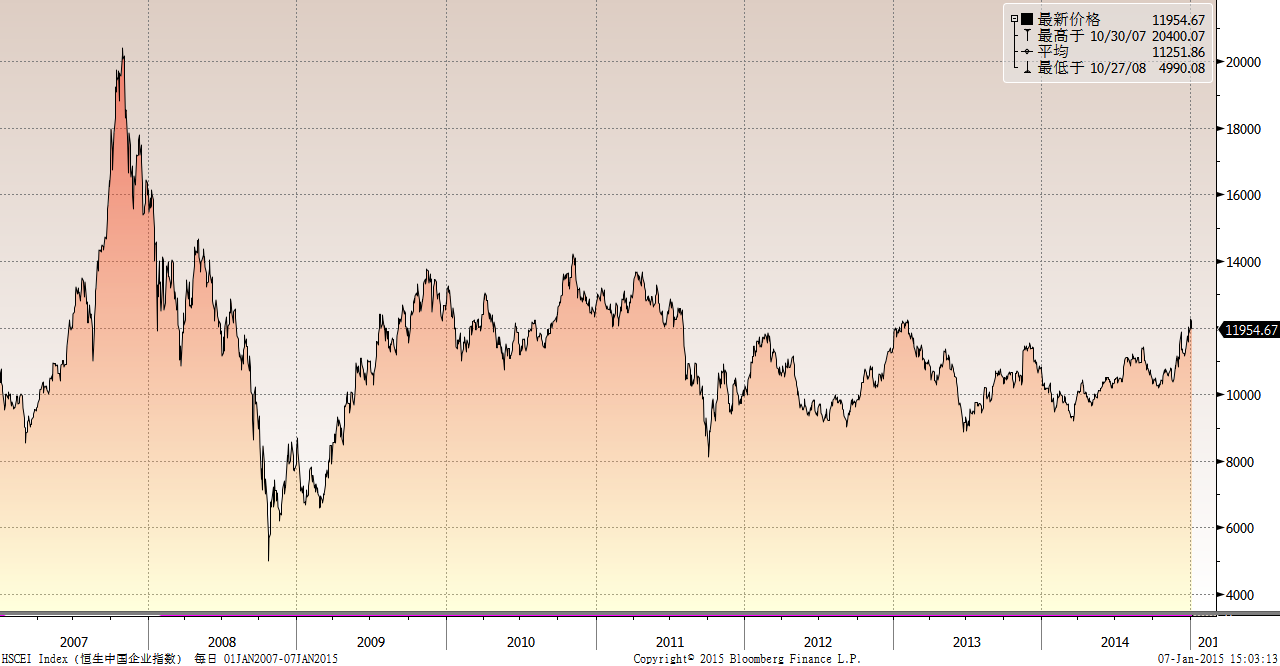 最新价格 11954.67
最高于 10/30/07 20400.07
平均 11251.86
最低于 10/27/08 4990.08
20000
18000
16000
14000
11954.67
10000
8000
6000
4000
2007 2008 2009 2010 2011 2012 2013 2014 201
HSCEI Index (恒生中国企业指数) 每日 01JAN2007-07JAN2015 Copyright© 2015 Bloomberg Finance L.P. 07-Jan-2015 15:03:13